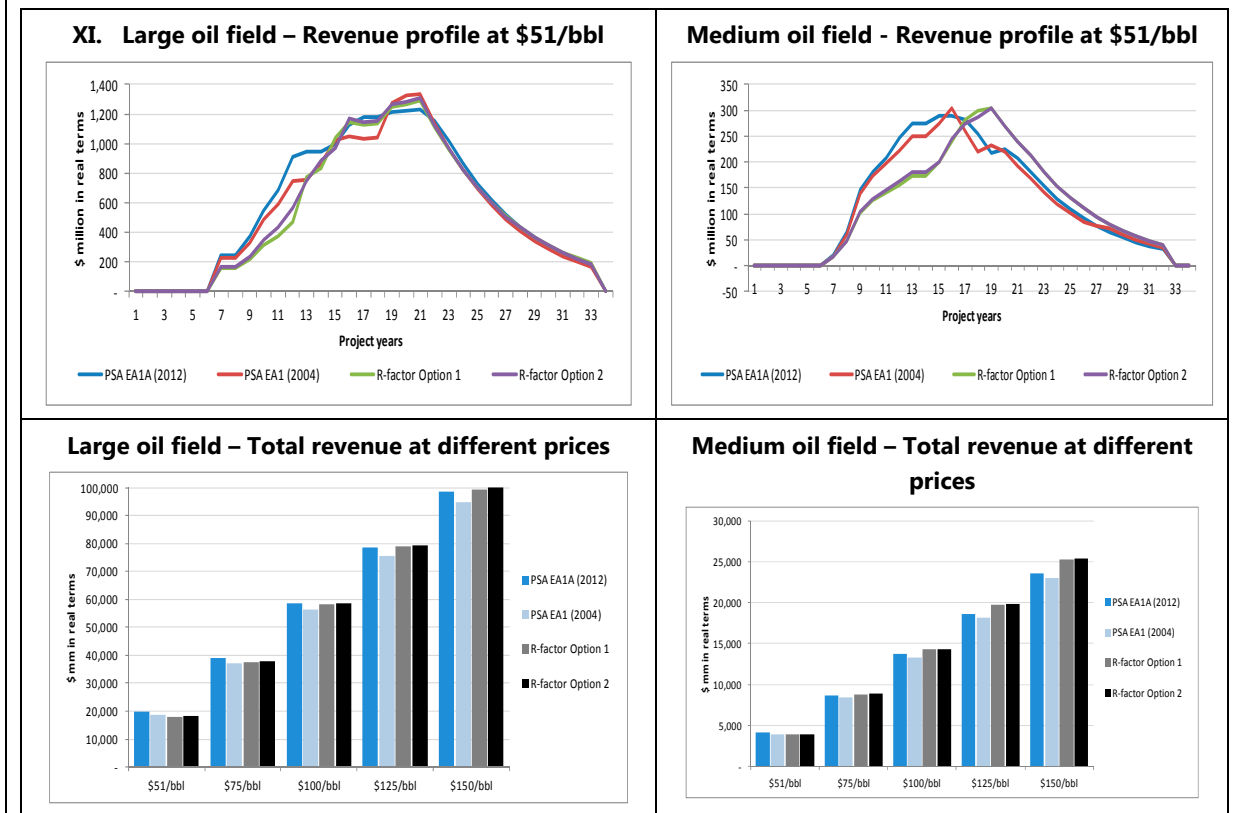 XI. Large oil field – Revenue profile at $51/bbl
1,400
1,200
1,000
800
600
400
200
-
$ million in real terms
1 3 5 7 9 11 13 15 17 19 21 23 25 27 29 31 33
Project years
PSA EA1A (2012) PSA EA1 (2004) R-factor Option 1 R-factor Option 2
Medium oil field - Revenue profile at $51/bbl
350
300
250
200
150
100
50
-
-50
$ million in real terms
1 3 5 7 9 11 13 15 17 19 21 23 25 27 29 31 33
Project years
PSA EA1A (2012) PSA EA1 (2004) R-factor Option 1 R-factor Option 2
Large oil field – Total revenue at different prices
100,000
90,000
80,000
70,000
60,000
50,000
40,000
30,000
20,000
10,000
-
$ mm in real terms
$51/bbl $75/bbl $100/bbl $125/bbl $150/bbl
PSA EA1A (2012)
PSA EA1 (2004)
R-factor Option 1
R-factor Option 2
Medium oil field – Total revenue at different
prices
30,000
25,000
20,000
15,000
10,000
5,000
-
$ mm in real terms
$51/bbl $75/bbl $100/bbl $125/bbl $150/bbl
PSA EA1A (2012)
PSA EA1 (2004)
R-factor Option 1
R-factor Option 2